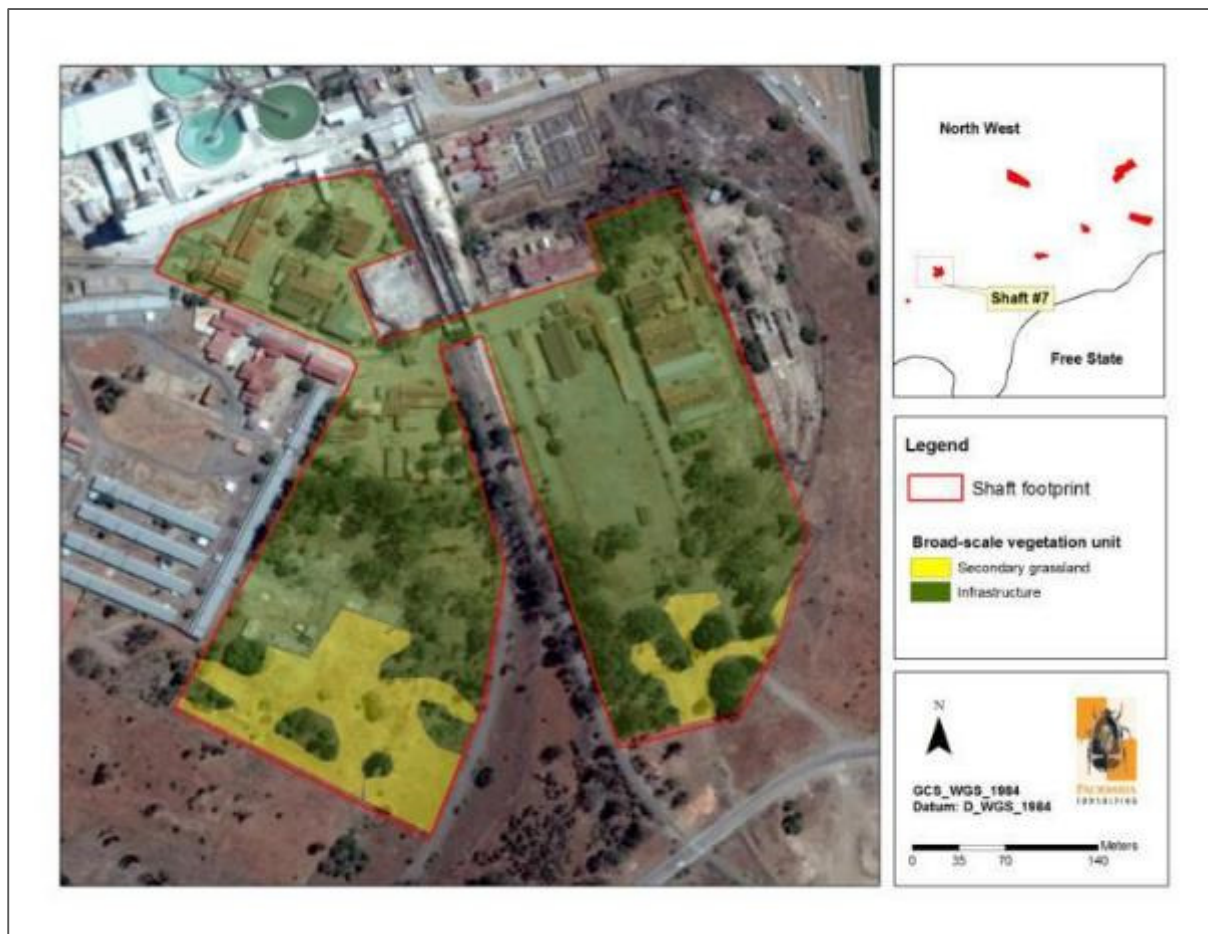 North West
Shaft #7
Free State
Legend
Shaft footprint
Broad-scale vegetation unit
Secondary grassland
Infrastructure
N
GCS_WGS_1984
Datum: D_WGS_1984
CONSULTING
Meters
0 35 70 140